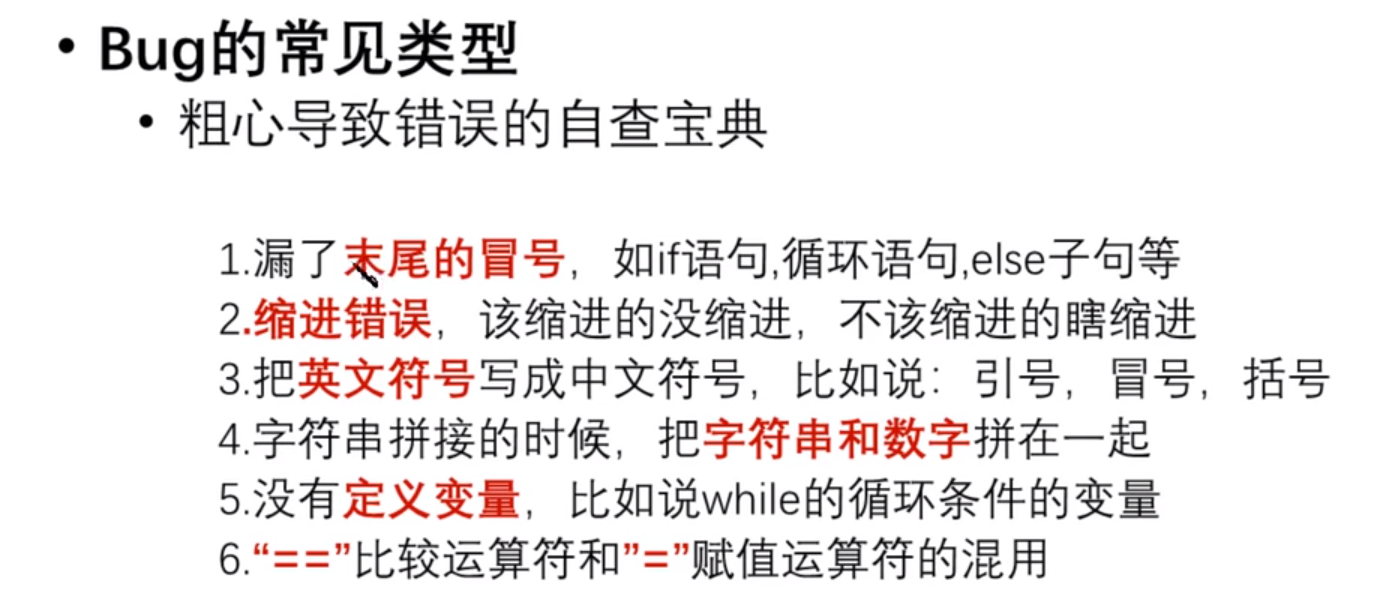 • Bug的常见类型
• 粗心导致错误的自查宝典
1.漏了末尾的冒号，如if语句,循环语句,else子句等
2.缩进错误，该缩进的没缩进，不该缩进的瞎缩进
3.把英文符号写成中文符号，比如说：引号，冒号，括号
4.字符串拼接的时候，把字符串和数字拼在一起
5.没有定义变量，比如说while的循环条件的变量
6.“==”比较运算符和”=”赋值运算符的混用